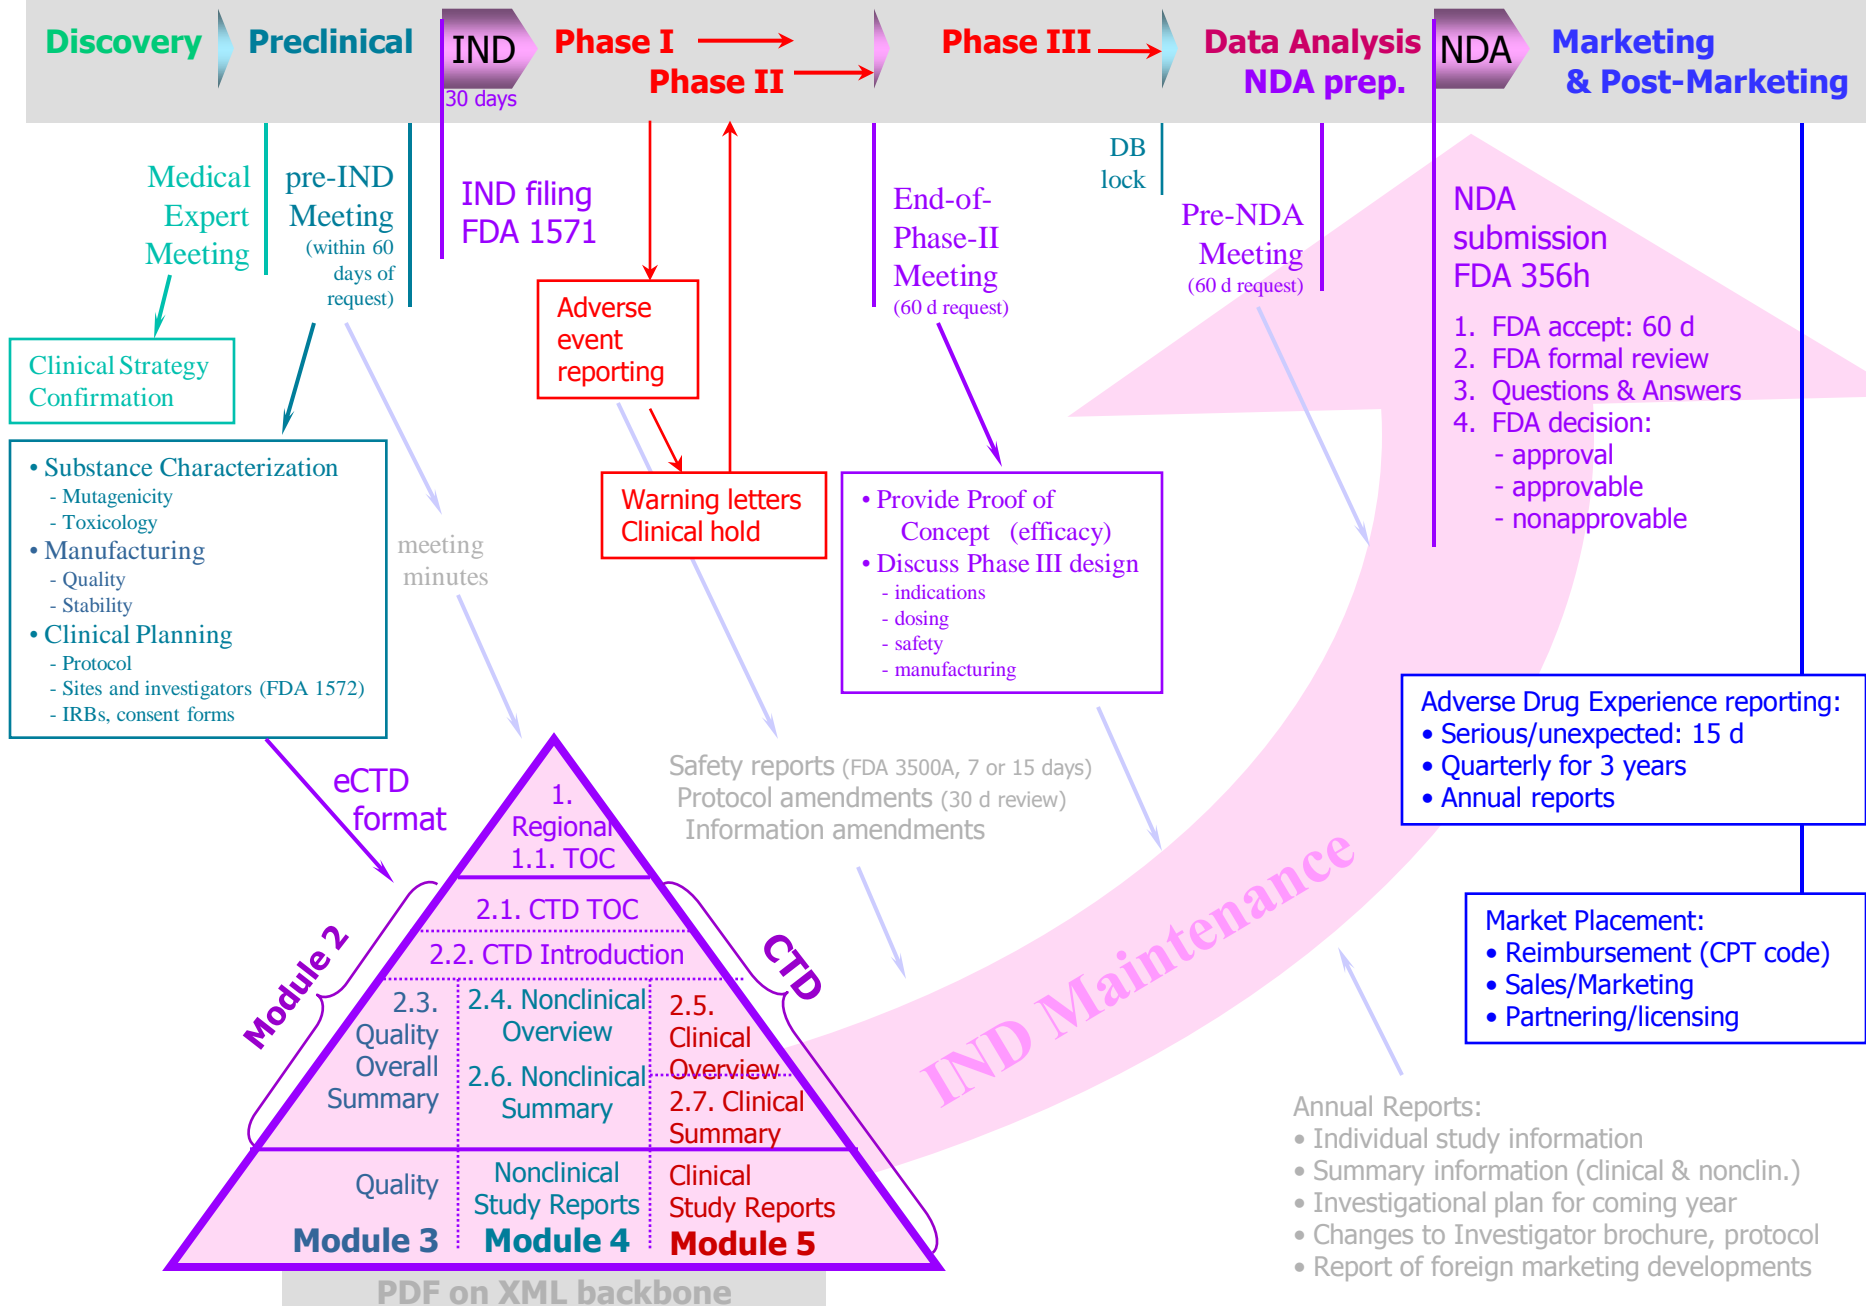 Discovery
Preclinical
IND
30 days
Phase I
Phase II
Phase III
Data Analysis
NDA prep.
NDA
Marketing
& Post-Marketing
Medical
Expert
Meeting
pre-IND
Meeting
(within 60
days of
request)
IND filing
FDA 1571
End-of-
Phase-II
Meeting
(60 d request)
DB
lock
Pre-NDA
Meeting
(60 d request)
NDA
submission
FDA 356h
1. FDA accept: 60 d
2. FDA formal review
3. Questions & Answers
4. FDA decision:
- approval
- approvable
- nonapprovable
Clinical Strategy
Confirmation
Adverse
event
reporting
Warning letters
Clinical hold
• Substance Characterization
- Mutagenicity
- Toxicology
• Manufacturing
- Quality
- Stability
• Clinical Planning
- Protocol
- Sites and investigators (FDA 1572)
- IRBs, consent forms
meeting
minutes
• Provide Proof of
Concept (efficacy)
• Discuss Phase III design
- indications
- dosing
- safety
- manufacturing
Adverse Drug Experience reporting:
• Serious/unexpected: 15 d
• Quarterly for 3 years
• Annual reports
Safety reports (FDA 3500A, 7 or 15 days)
Protocol amendments (30 d review)
Information amendments
eCTD
format
IND Maintenance
Market Placement:
• Reimbursement (CPT code)
• Sales/Marketing
• Partnering/licensing
Module 2
CTD
1.
Regional
1.1. TOC
2.1. CTD TOC
2.2. CTD Introduction
2.3.
Quality
Overall
Summary
2.4. Nonclinical
Overview
2.6. Nonclinical
Summary
2.5.
Clinical
Overview
2.7. Clinical
Summary
Quality
Module 3
Nonclinical
Study Reports
Module 4
Clinical
Study Reports
Module 5
PDF on XML backbone
Annual Reports:
• Individual study information
• Summary information (clinical & nonclin.)
• Investigational plan for coming year
• Changes to Investigator brochure, protocol
• Report of foreign marketing developments